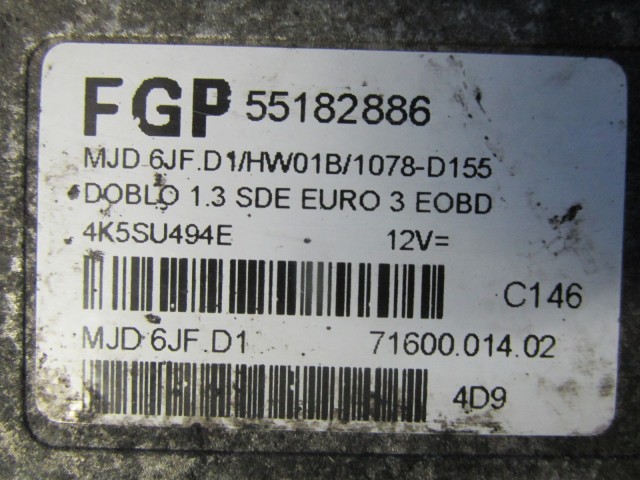 FGP 55182886
MJD 6JF.D1/HW01B/1078-D155
DOBLO 1.3 SDE EURO 3 EOBD
4K5SU494E 12V=
C146
MJD 6JF.D1 71600.014.02
4D9